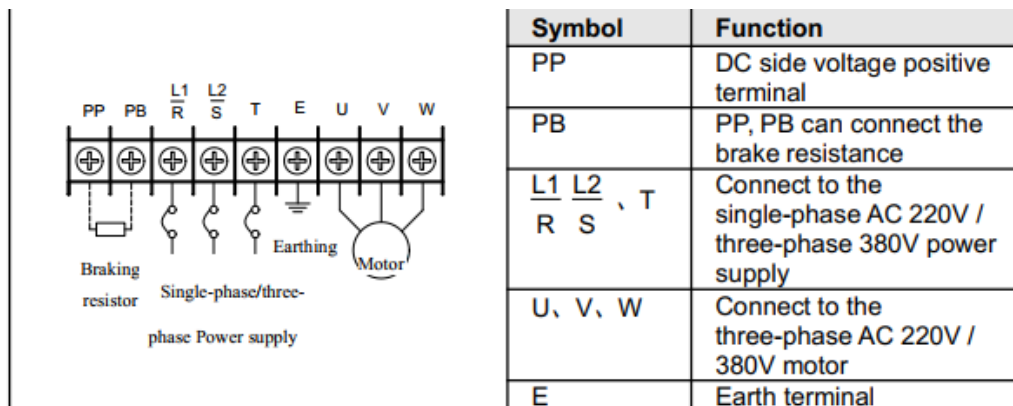 PP PB L1 L2 T E U V W
R S
Braking
resistor
Earthing
Motor
Single-phase/three-
phase Power supply
Symbol Function
PP DC side voltage positive
terminal
PB PP, PB can connect the
brake resistance
L1 L2 、T Connect to the
R S single-phase AC 220V /
three-phase 380V power
supply
U、V、W Connect to the
three-phase AC 220V /
380V motor
E Earth terminal